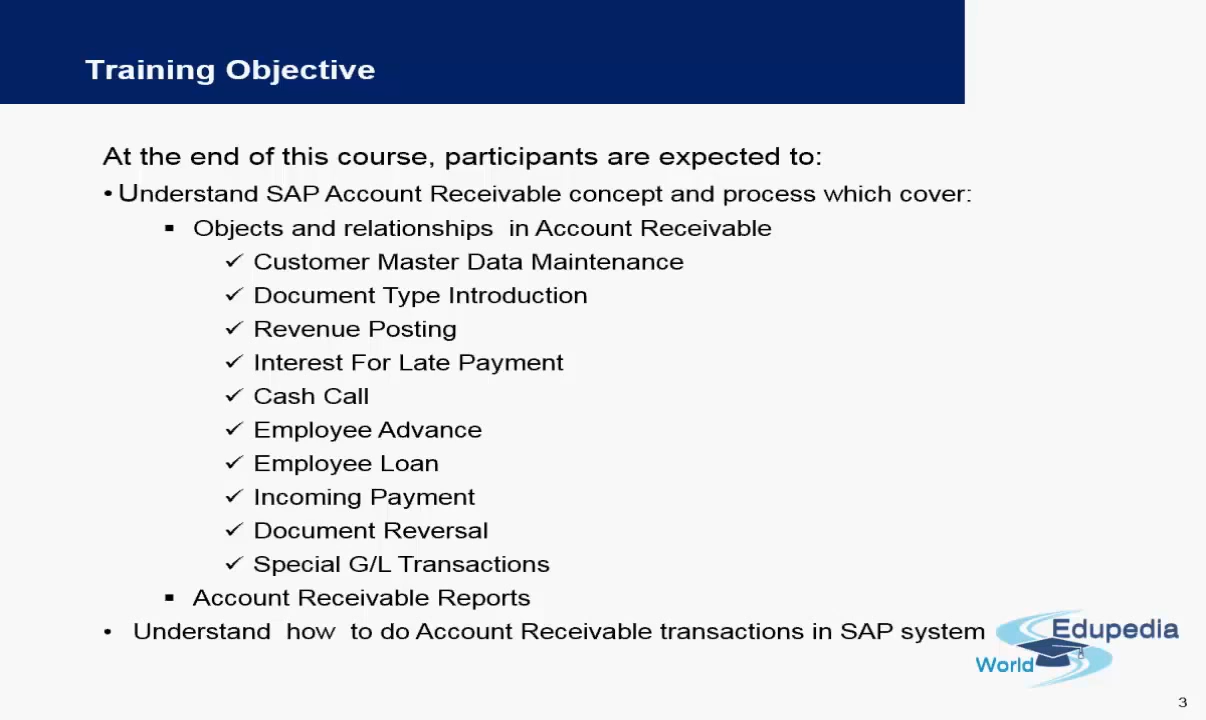 Training Objective
At the end of this course, participants are expected to:
• Understand SAP Account Receivable concept and process which cover:
▪ Objects and relationships in Account Receivable
✓ Customer Master Data Maintenance
✓ Document Type Introduction
✓ Revenue Posting
✓ Interest For Late Payment
✓ Cash Call
✓ Employee Advance
✓ Employee Loan
✓ Incoming Payment
✓ Document Reversal
✓ Special G/L Transactions
▪ Account Receivable Reports
• Understand how to do Account Receivable transactions in SAP system
Edupedia
World
3